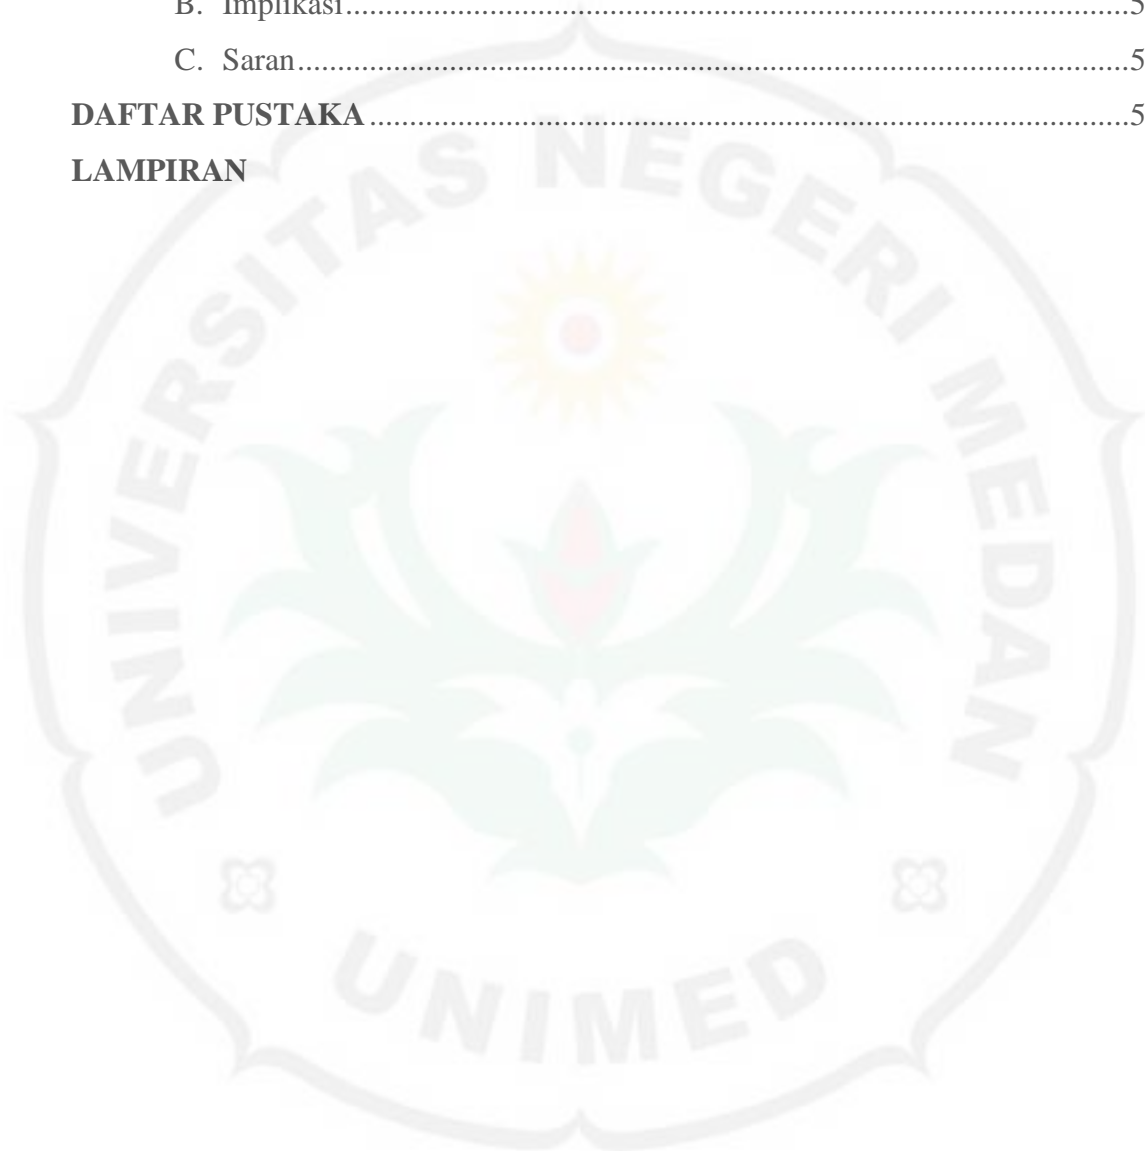 B. Implikasi........................................................................................................5
C. Saran..............................................................................................................5
DAFTAR PUSTAKA..............................................................................................5
LAMPIRAN
UNIVERSITAS NEGERI MEDAN
UNIMED